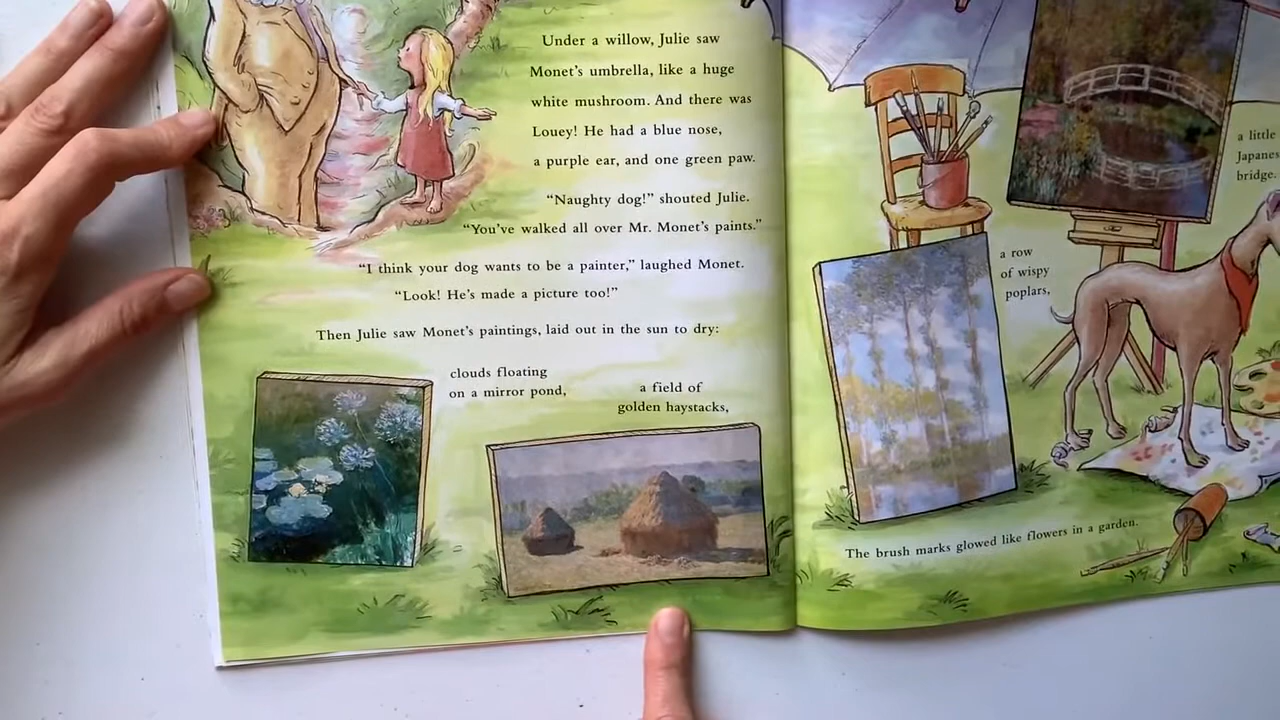 Under a willow, Julie saw
Monet's umbrella, like a huge
white mushroom. And there was
Louey! He had a blue nose,
a purple ear, and one green paw.
“Naughty dog!” shouted Julie.
“You've walked all over Mr. Monet's paints.”
“I think your dog wants to be a painter,” laughed Monet.
“Look! He's made a picture too!”
Then Julie saw Monet's paintings, laid out in the sun to dry:
clouds floating
on a mirror pond,
a field of
golden haystacks,
a row
of wispy
poplars,
a little
Japanes
bridge.
The brush marks glowed like flowers in a garden.